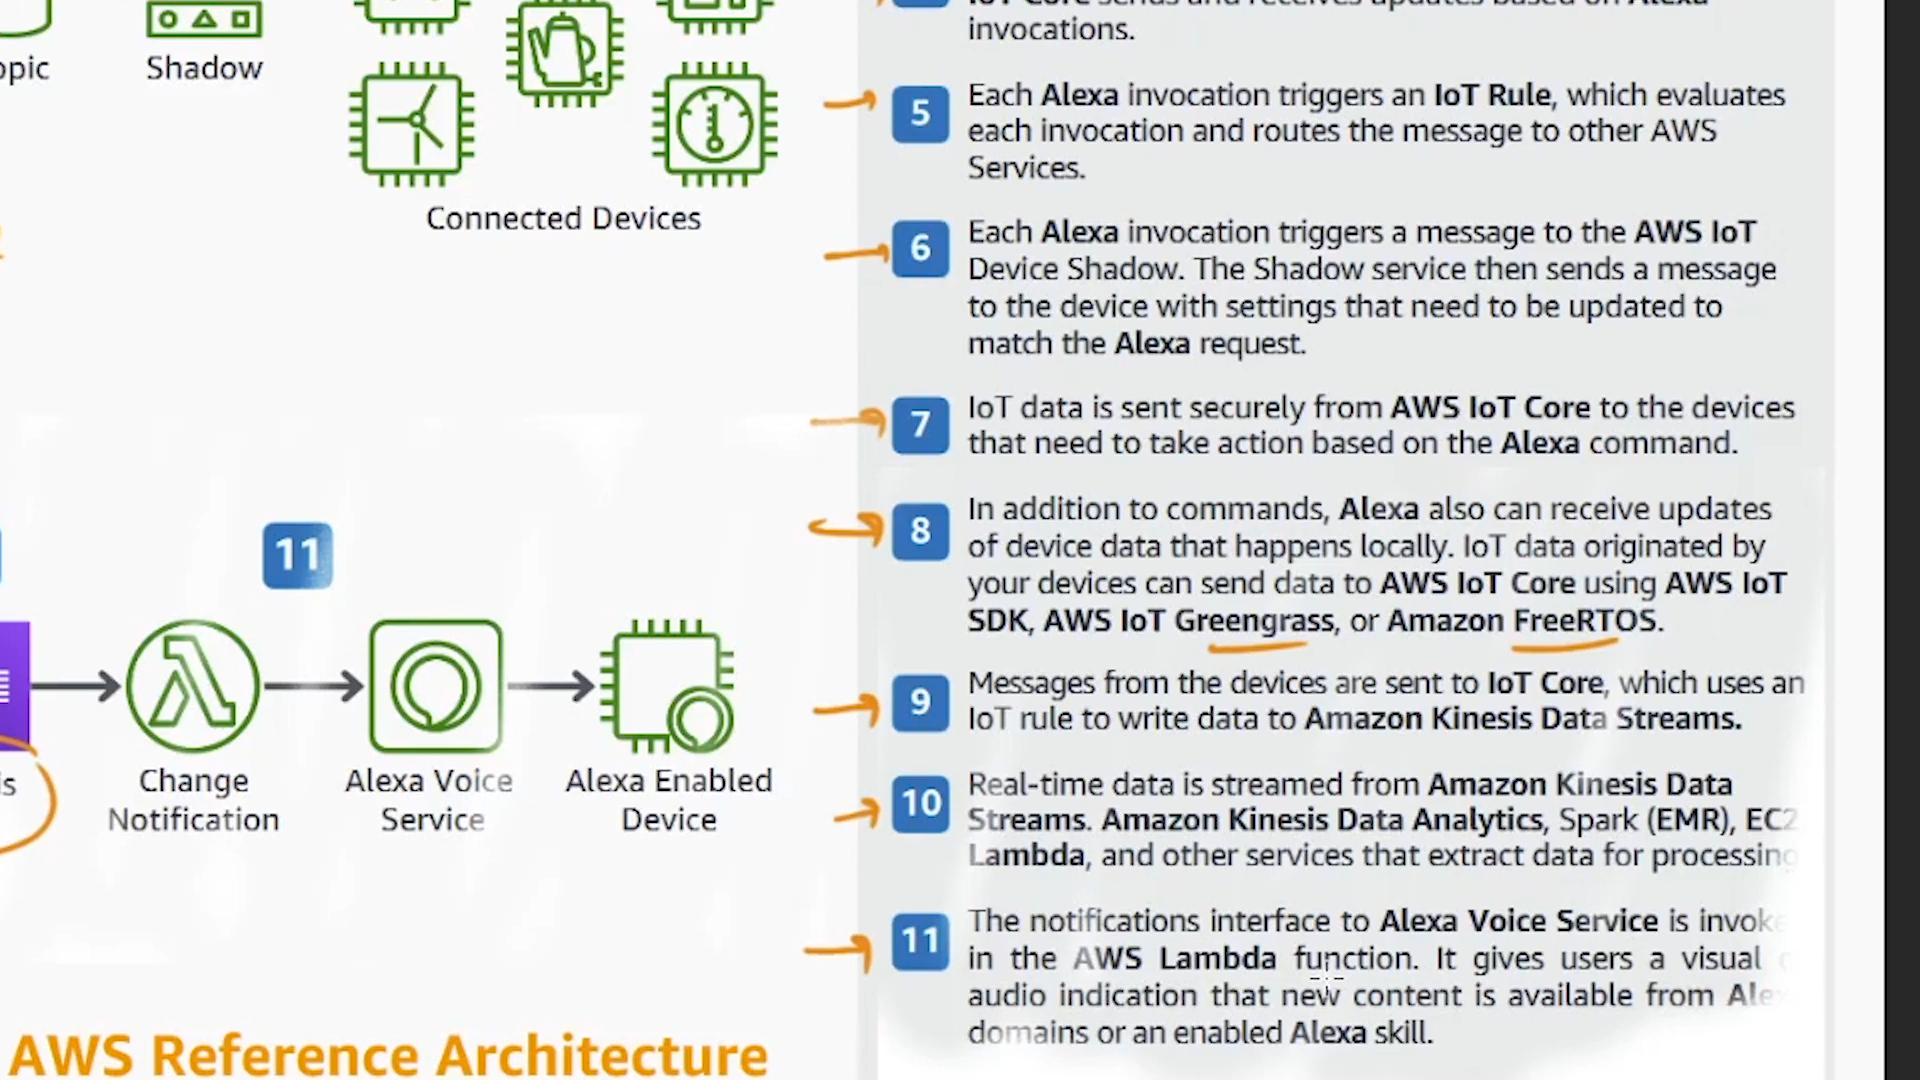 Shadow
Connected Devices
11
Change
Notification
Alexa Voice
Service
Alexa Enabled
Device
AWS Reference Architecture
invocations.
5
Each Alexa invocation triggers an IoT Rule, which evaluates
each invocation and routes the message to other AWS
Services.
6
Each Alexa invocation triggers a message to the AWS IoT
Device Shadow. The Shadow service then sends a message
to the device with settings that need to be updated to
match the Alexa request.
7
IoT data is sent securely from AWS IoT Core to the devices
that need to take action based on the Alexa command.
8
In addition to commands, Alexa also can receive updates
of device data that happens locally. IoT data originated by
your devices can send data to AWS IoT Core using AWS IoT
SDK, AWS IoT Greengrass, or Amazon FreeRTOS.
9
Messages from the devices are sent to IoT Core, which uses an
IoT rule to write data to Amazon Kinesis Data Streams.
10
Real-time data is streamed from Amazon Kinesis Data
Streams. Amazon Kinesis Data Analytics, Spark (EMR), EC2
Lambda, and other services that extract data for processing
11
The notifications interface to Alexa Voice Service is
in the AWS Lambda function. It gives users a visual
audio indication that new content is available from
domains or an enabled Alexa skill.